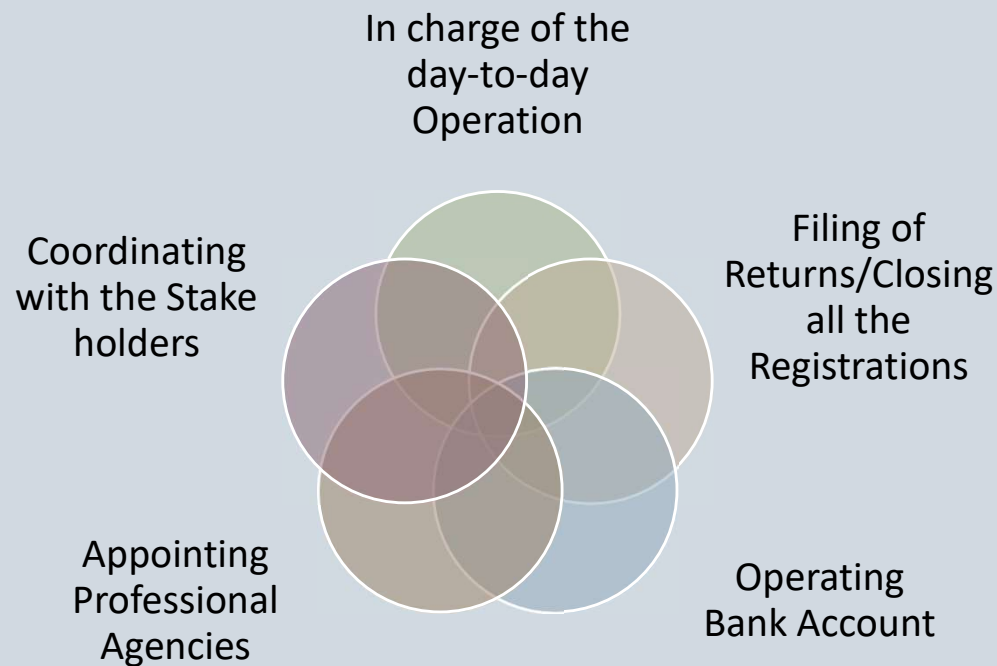 In charge of the
day-to-day
Operation
Filing of
Returns/Closing
all the
Registrations
Operating
Bank Account
Appointing
Professional
Agencies
Coordinating
with the Stake
holders